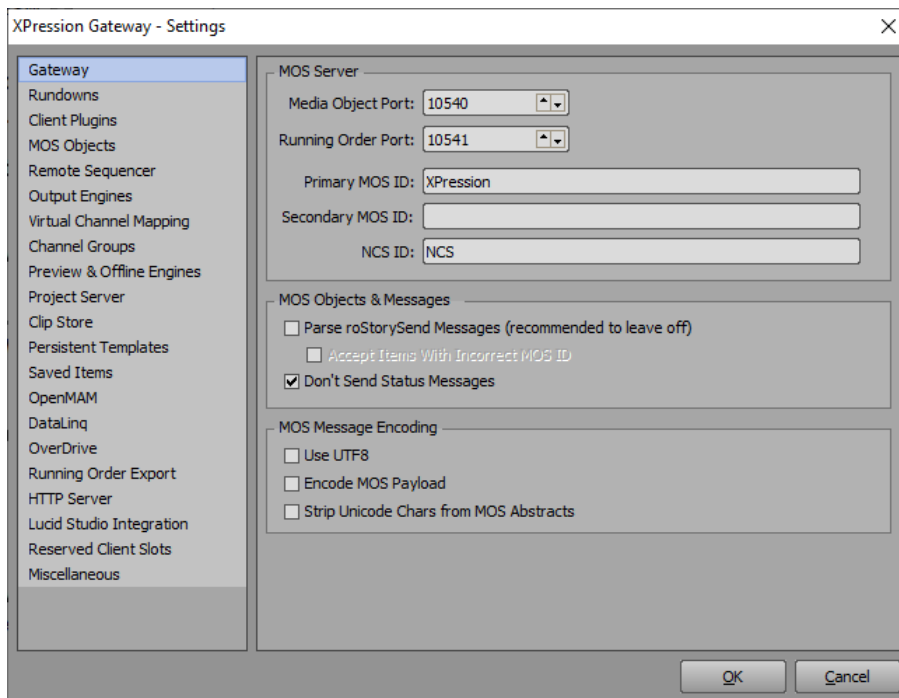 XPression Gateway - Settings
Gateway
Rundowns
Client Plugins
MOS Objects
Remote Sequencer
Output Engines
Virtual Channel Mapping
Channel Groups
Preview & Offline Engines
Project Server
Clip Store
Persistent Templates
Saved Items
OpenMAM
DataLinq
OverDrive
Running Order Export
HTTP Server
Lucid Studio Integration
Reserved Client Slots
Miscellaneous
MOS Server
Media Object Port: 10540
Running Order Port: 10541
Primary MOS ID: XPression
Secondary MOS ID:
NCS ID: NCS
MOS Objects & Messages
Parse roStorySend Messages (recommended to leave off)
Accept Items With Incorrect MOS ID
Don't Send Status Messages
MOS Message Encoding
Use UTF8
Encode MOS Payload
Strip Unicode Chars from MOS Abstracts
OK
Cancel